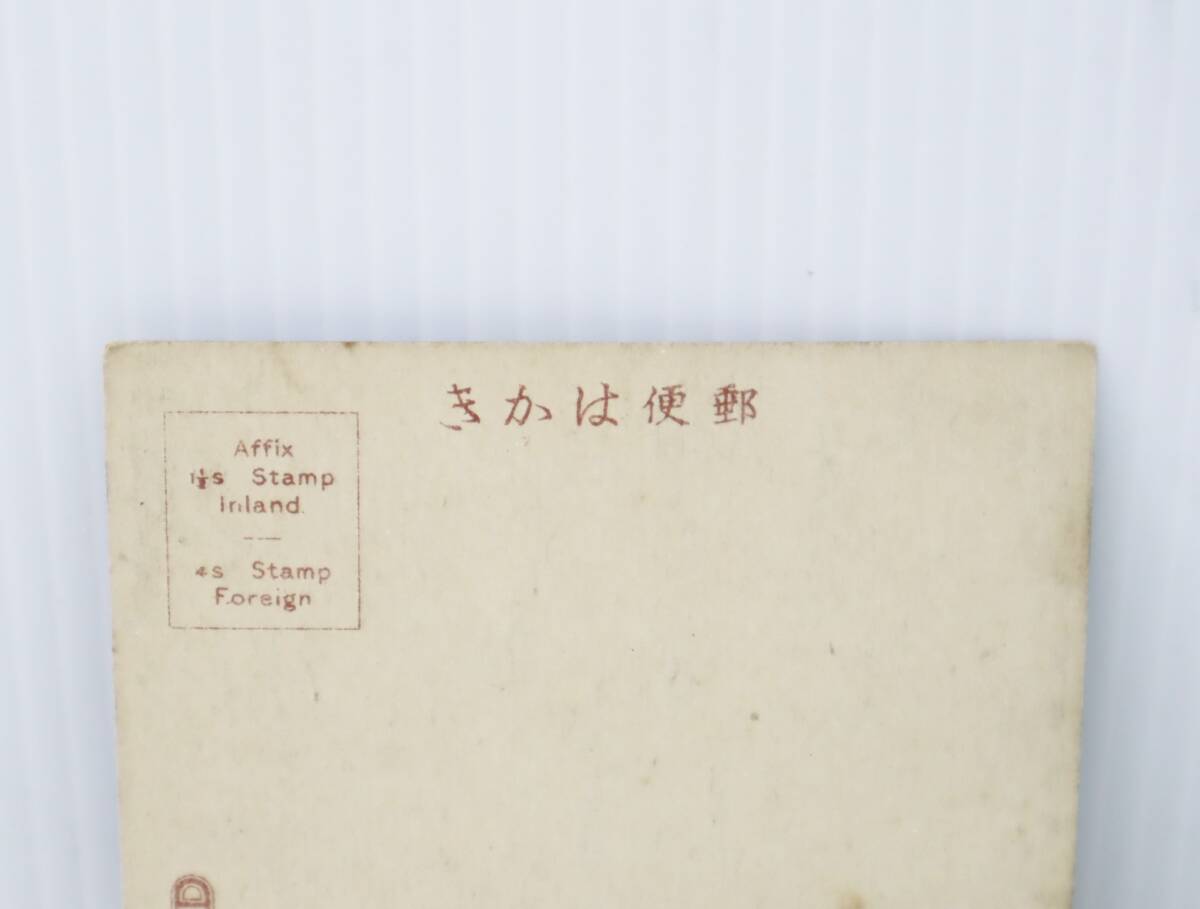 きかは便郵
Affix
1½s Stamp
Inland.
4s Stamp
Foreign
D